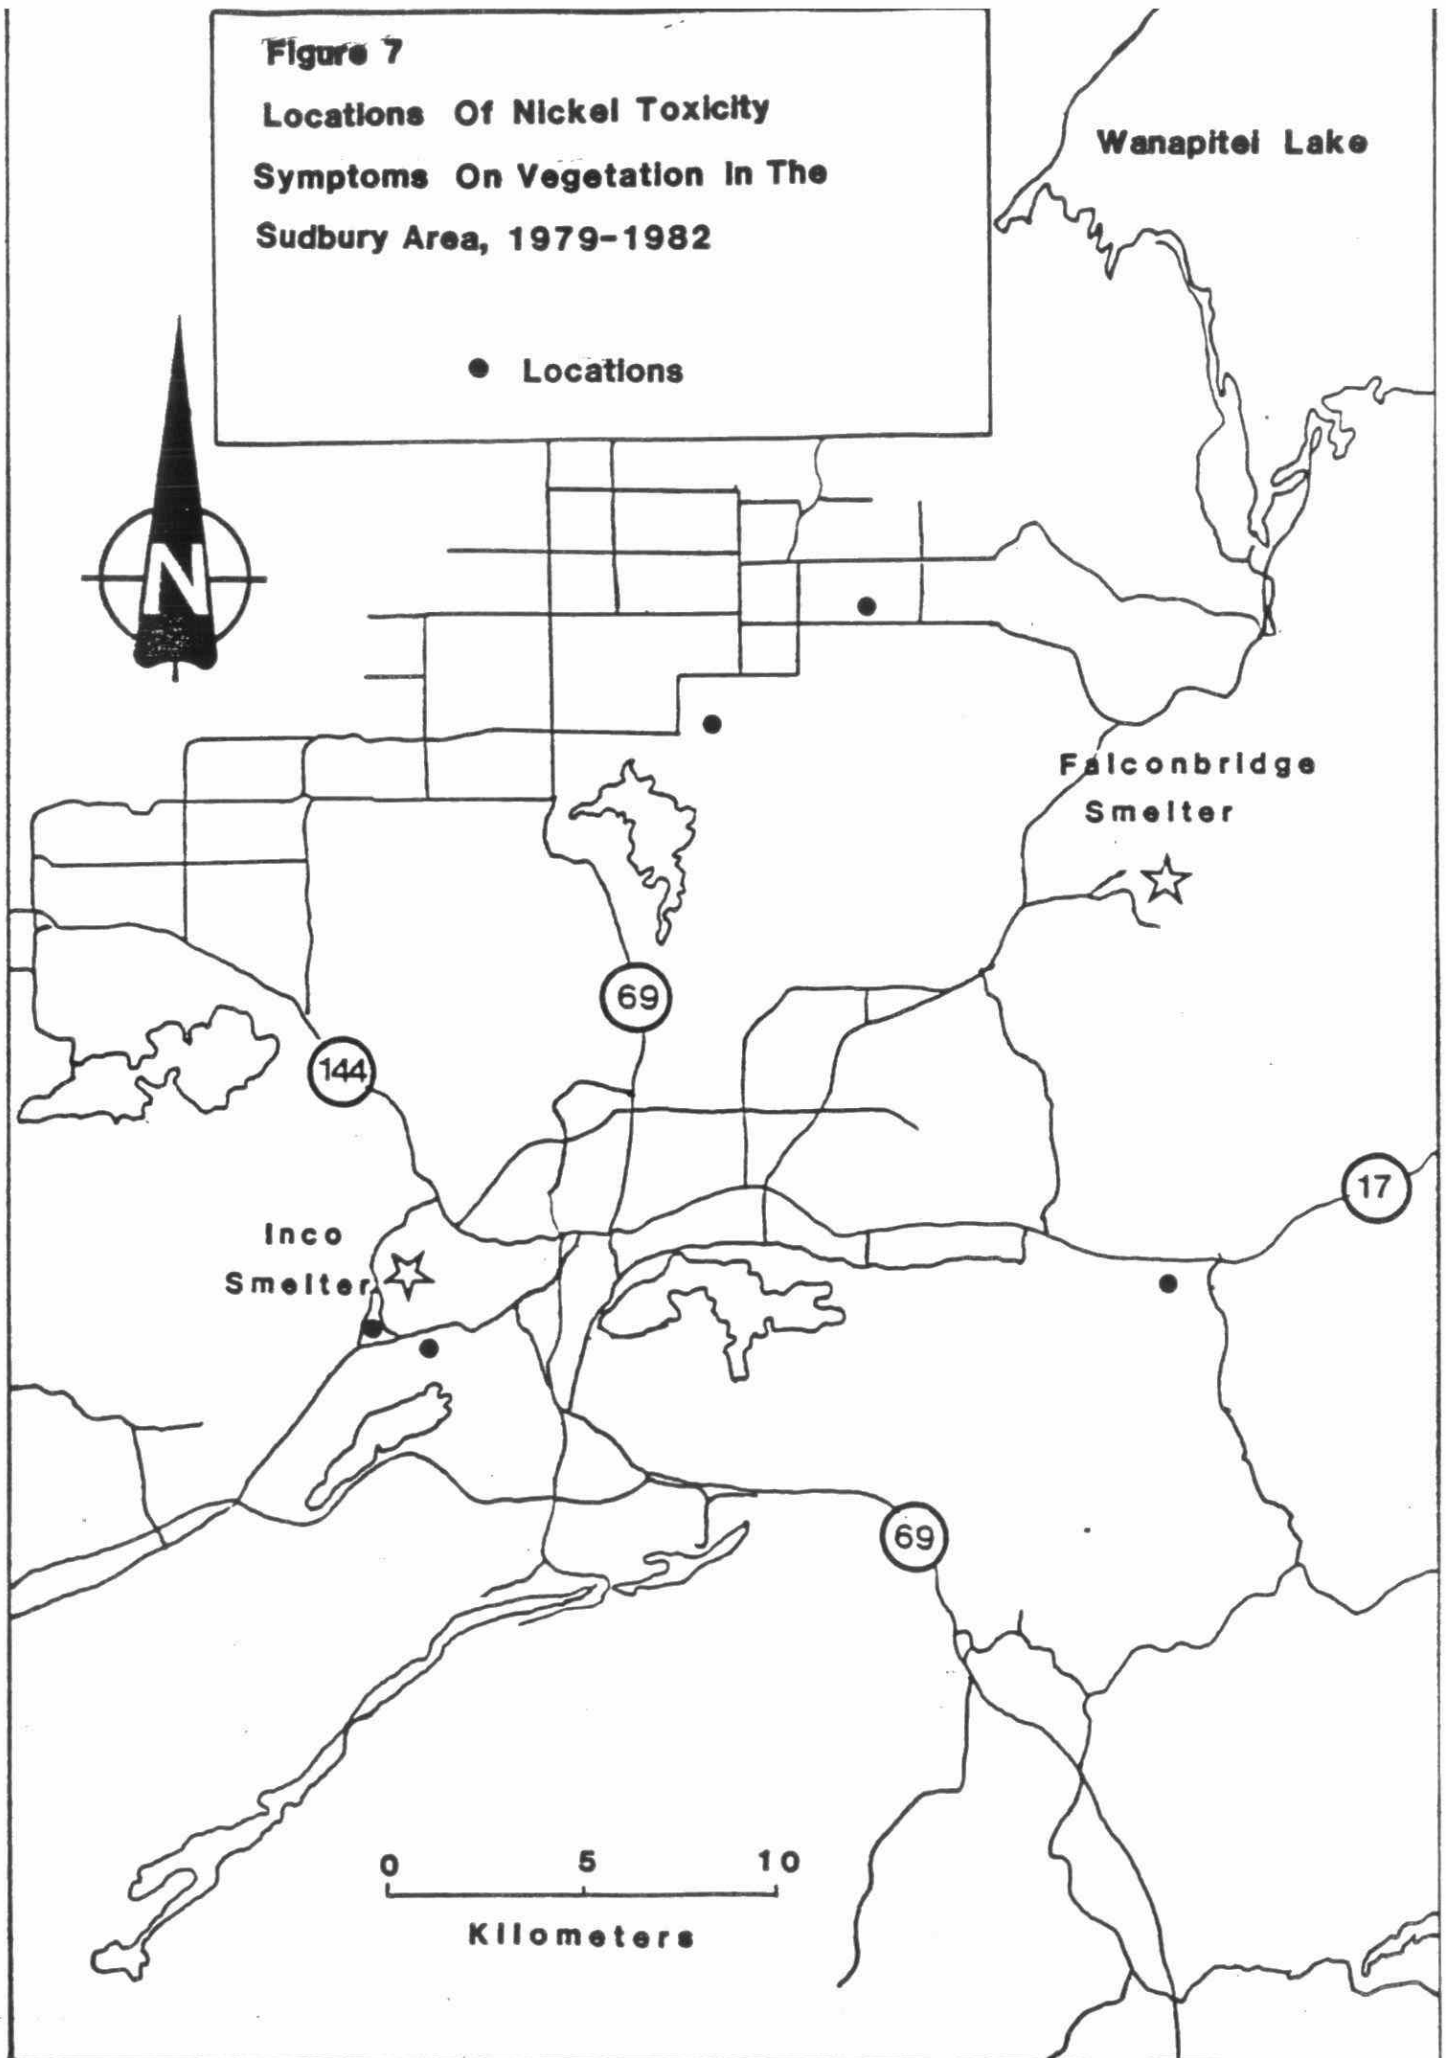 Figure 7
Locations Of Nickel Toxicity
Symptoms On Vegetation In The
Sudbury Area, 1979-1982
Locations
Wanapitei Lake
N
Falconbridge
Smelter
69
144
17
Inco
Smelter
69
0 5 10
Kilometers